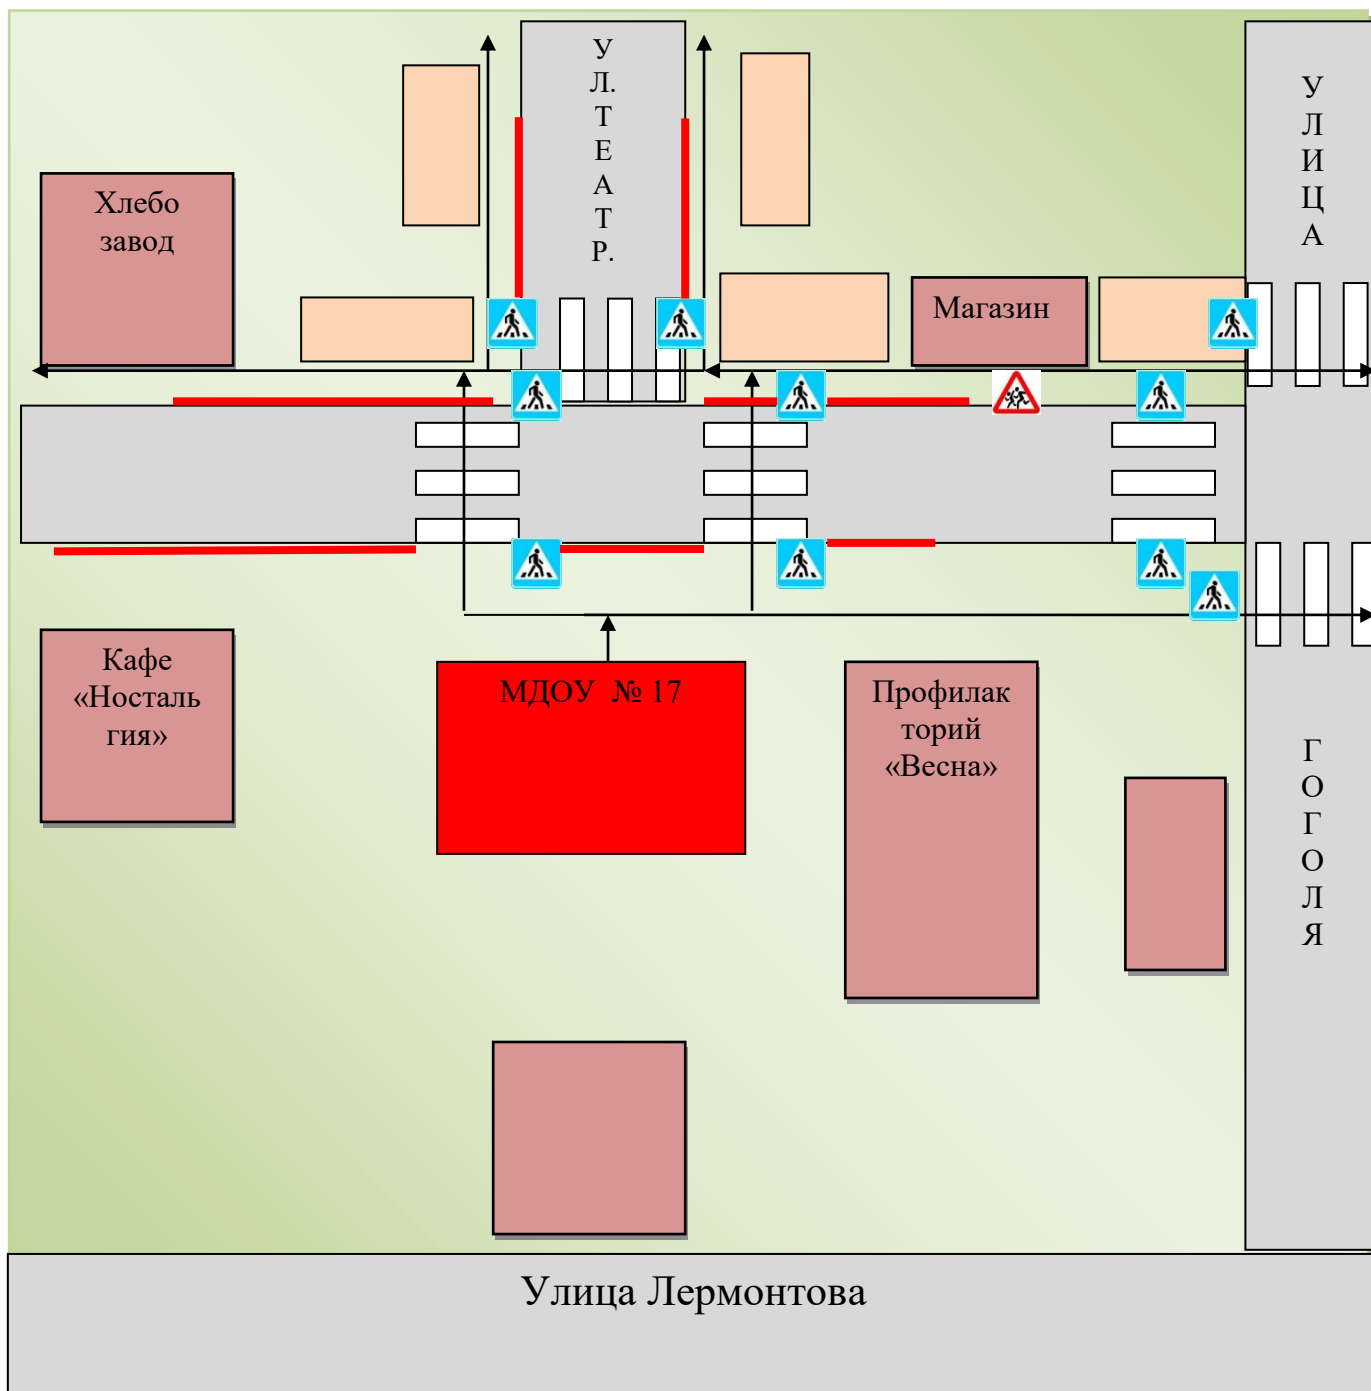 У
Л.
Т
Е
А
Т
Р.
У
Л
И
Ц
А
Хлебо
завод
Магазин
Кафе
«Носталь
гия»
МДОУ № 17
Профилак
торий
«Весна»
Г
О
Г
О
Л
Я
Улица Лермонтова